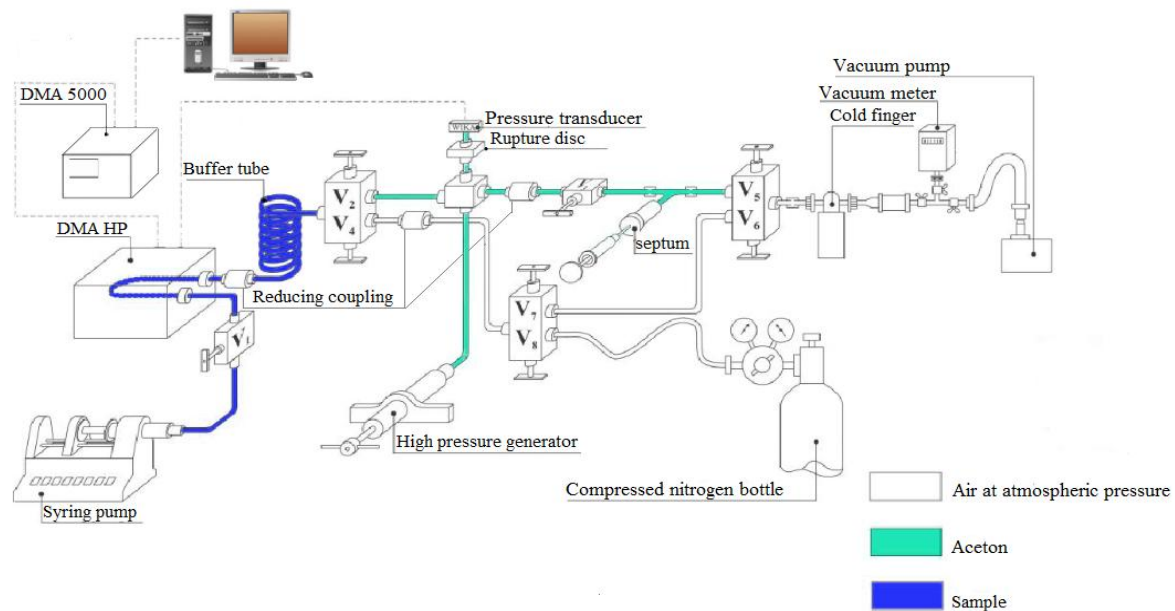 DMA 5000
Vacuum pump
Vacuum meter
Cold finger
WIKA
Pressure transducer
Rupture disc
Buffer tube
V2
V4
V5
V6
septum
DMA HP
Reducing coupling
V1
V7
V8
High pressure generator
Compressed nitrogen bottle
Syring pump
Air at atmospheric pressure
Aceton
Sample